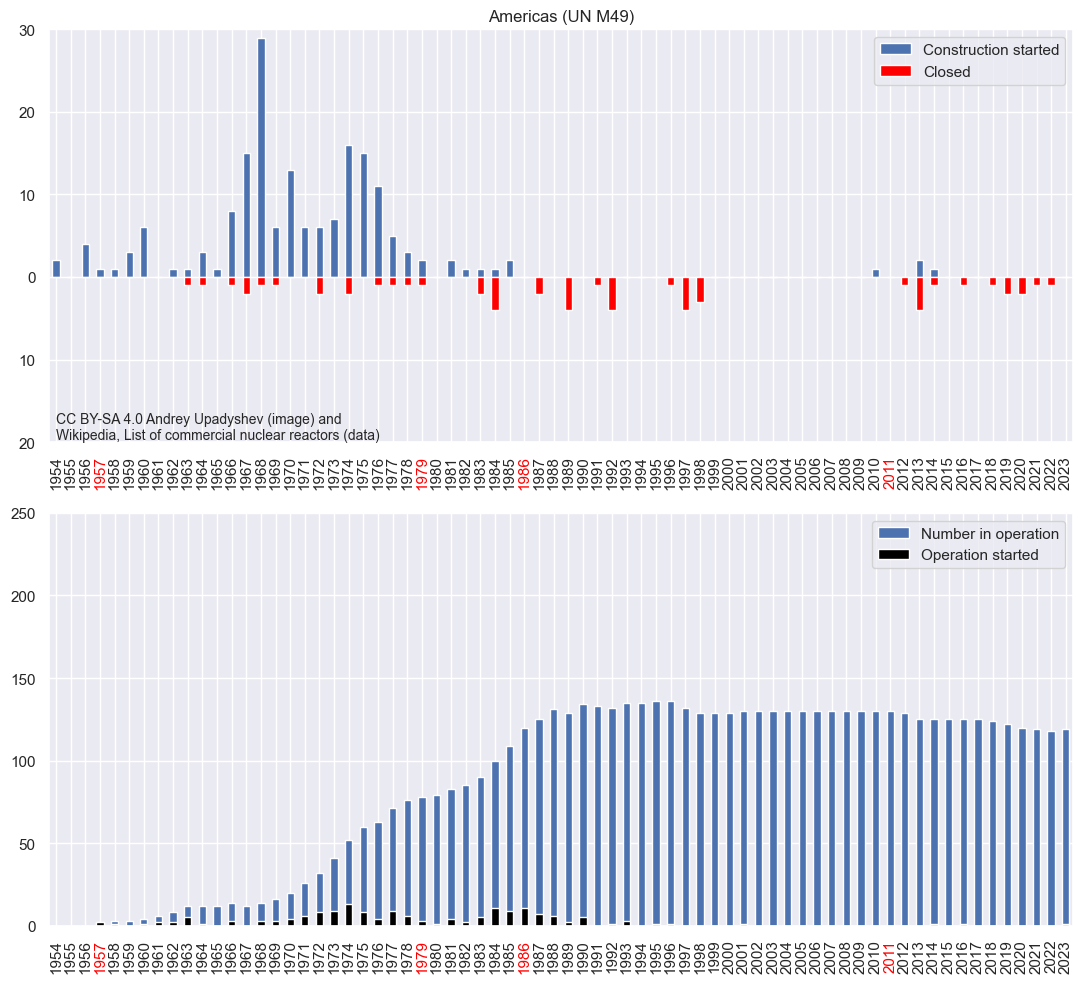 Americas (UN M49)
30
20
10
0
10
20
Construction started
Closed
CC BY-SA 4.0 Andrey Upadyshev (image) and
Wikipedia, List of commercial nuclear reactors (data)
1954 1955 1956 1957 1958 1959 1960 1961 1962 1963 1964 1965 1966 1967 1968 1969 1970 1971 1972 1973 1974 1975 1976 1977 1978 1979 1980 1981 1982 1983 1984 1985 1986 1987 1988 1989 1990 1991 1992 1993 1994 1995 1996 1997 1998 1999 2000 2001 2002 2003 2004 2005 2006 2007 2008 2009 2010 2011 2012 2013 2014 2015 2016 2017 2018 2019 2020 2021 2022 2023
250
200
150
100
50
0
Number in operation
Operation started
1954 1955 1956 1957 1958 1959 1960 1961 1962 1963 1964 1965 1966 1967 1968 1969 1970 1971 1972 1973 1974 1975 1976 1977 1978 1979 1980 1981 1982 1983 1984 1985 1986 1987 1988 1989 1990 1991 1992 1993 1994 1995 1996 1997 1998 1999 2000 2001 2002 2003 2004 2005 2006 2007 2008 2009 2010 2011 2012 2013 2014 2015 2016 2017 2018 2019 2020 2021 2022 2023